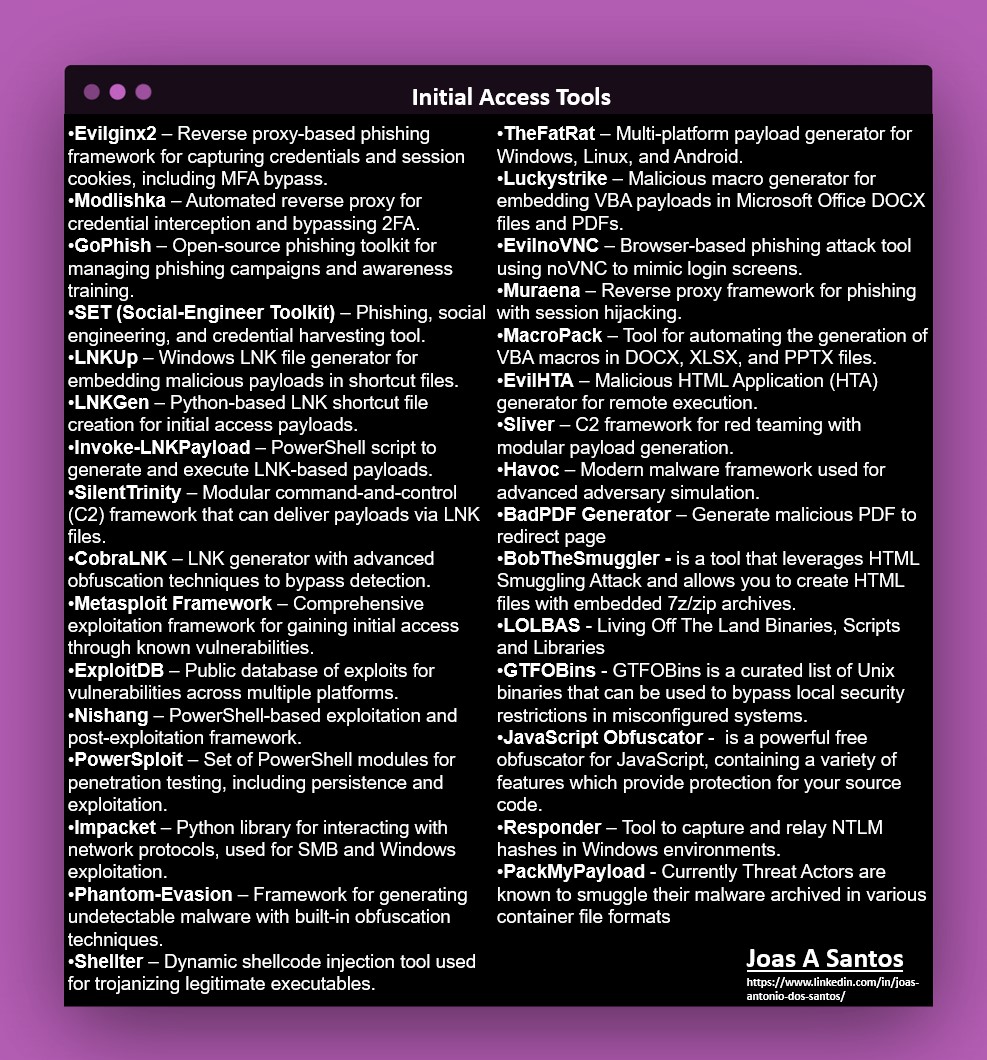 Initial Access Tools
•Evilginx2 – Reverse proxy-based phishing
framework for capturing credentials and session
cookies, including MFA bypass.
•Modlishka – Automated reverse proxy for
credential interception and bypassing 2FA.
•GoPhish – Open-source phishing toolkit for
managing phishing campaigns and awareness
training.
•SET (Social-Engineer Toolkit) – Phishing, social
engineering, and credential harvesting tool.
•LNKUp – Windows LNK file generator for
embedding malicious payloads in shortcut files.
•LNKGen – Python-based LNK shortcut file
creation for initial access payloads.
•Invoke-LNKPayload – PowerShell script to
generate and execute LNK-based payloads.
•SilentTrinity – Modular command-and-control
(C2) framework that can deliver payloads via LNK
files.
•CobraLNK – LNK generator with advanced
obfuscation techniques to bypass detection.
•Metasploit Framework – Comprehensive
exploitation framework for gaining initial access
through known vulnerabilities.
•ExploitDB – Public database of exploits for
vulnerabilities across multiple platforms.
•Nishang – PowerShell-based exploitation and
post-exploitation framework.
•PowerSploit – Set of PowerShell modules for
penetration testing, including persistence and
exploitation.
•Impacket – Python library for interacting with
network protocols, used for SMB and Windows
exploitation.
•Phantom-Evasion – Framework for generating
undetectable malware with built-in obfuscation
techniques.
•Shellter – Dynamic shellcode injection tool used
for trojanizing legitimate executables.
•TheFatRat – Multi-platform payload generator for
Windows, Linux, and Android.
•Luckystrike – Malicious macro generator for
embedding VBA payloads in Microsoft Office DOCX
files and PDFs.
•EvilnoVNC – Browser-based phishing attack tool
using noVNC to mimic login screens.
•Muraena – Reverse proxy framework for phishing
with session hijacking.
•MacroPack – Tool for automating the generation of
VBA macros in DOCX, XLSX, and PPTX files.
•EvilHTA – Malicious HTML Application (HTA)
generator for remote execution.
•Sliver – C2 framework for red teaming with
modular payload generation.
•Havoc – Modern malware framework used for
advanced adversary simulation.
•BadPDF Generator – Generate malicious PDF to
redirect page
•BobTheSmuggler - is a tool that leverages HTML
Smuggling Attack and allows you to create HTML
files with embedded 7z/zip archives.
•LOLBAS - Living Off The Land Binaries, Scripts
and Libraries
•GTFOBins - GTFOBins is a curated list of Unix
binaries that can be used to bypass local security
restrictions in misconfigured systems.
•JavaScript Obfuscator - is a powerful free
obfuscator for JavaScript, containing a variety of
features which provide protection for your source
code.
•Responder – Tool to capture and relay NTLM
hashes in Windows environments.
•PackMyPayload - Currently Threat Actors are
known to smuggle their malware archived in various
container file formats
Joas A Santos
https://www.linkedin.com/in/joas-
antonio-dos-santos/